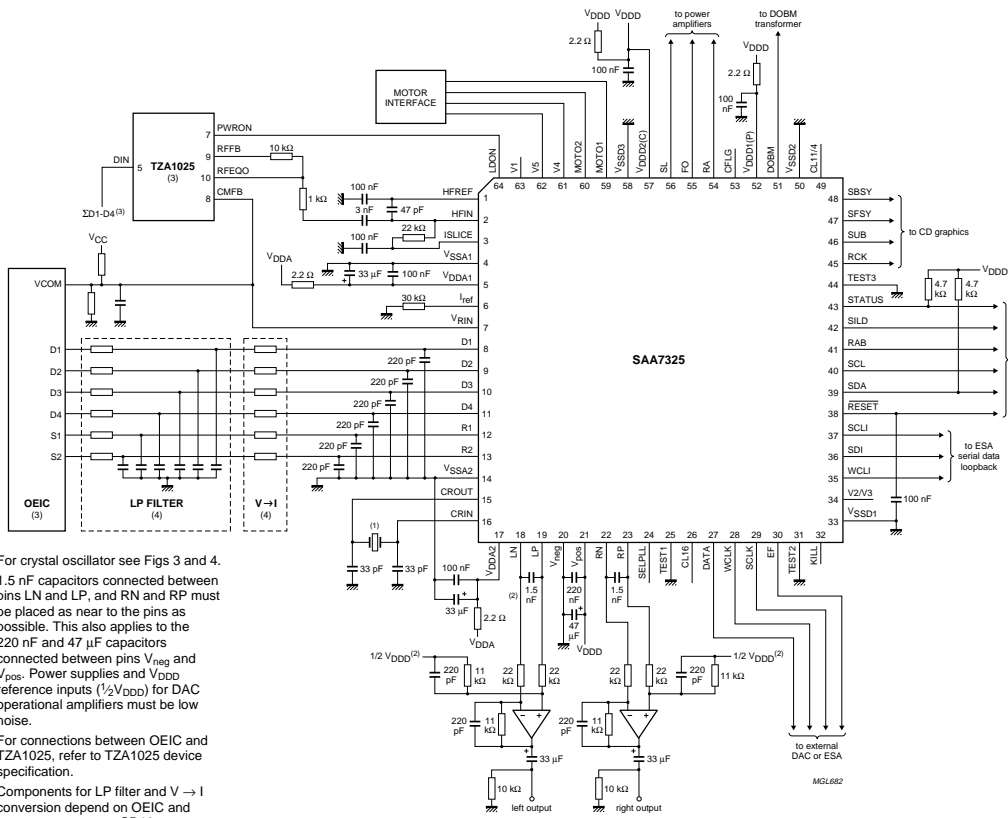 VDDD VDDD
2.2 Ω
100 nF
to power
amplifiers
to DOBM
transformer
VDDD
2.2 Ω
100
nF
MOTOR
INTERFACE
PWRON
RFFB
RFEQO
CMFB
7
9
10
8
DIN
5
TZA1025
(3)
ΣD1-D4(3)
10 kΩ
1 kΩ
LDON
V1
V5
V4
MOTO2
MOTO1
VSSD3
VDDD2(C)
SL
FO
RA
CFLG
VDDD1(P)
DOBM
VSSD2
CL11/4
64 63 62 61 60 59 58 57 56 55 54 53 52 51 50 49
100 nF
3 nF
47 pF
22 kΩ
100 nF
HFREF 1
HFIN 2
ISLICE 3
VSSA1 4
VDDA
2.2 Ω
+
33 µF
100 nF
VDDA1 5
30 kΩ
Iref 6
VRIN 7
VCC
VCOM
D1
D2
D3
D4
S1
S2
OEIC
(3)
LP FILTER
(4)
V→I
(4)
D1 8
D2 9
D3 10
D4 11
R1 12
R2 13
VSSA2 14
CROUT 15
CRIN 16
220 pF
220 pF
220 pF
220 pF
220 pF
220 pF
SAA7325
48 SBSY
47 SFSY
46 SUB
45 RCK
to CD graphics
44 TEST3
43 STATUS
42 SILD
41 RAB
40 SCL
39 SDA
38 RESET
4.7
kΩ
4.7
kΩ
VDDD
37 SCLI
36 SDI
35 WCLI
34 V2/V3
33 VSSD1
to ESA
serial data
loopback
100 nF
(1)
33 pF
33 pF
100 nF
33 µF
+
2.2 Ω
VDDA
17 18 19 20 21 22 23 24 25 26 27 28 29 30 31 32
VDDA2
LN
LP
Vneg
Vpos
RN
RP
SELPLL
TEST1
CL16
DATA
WCLK
SCLK
EF
TEST2
KILL
(2)
1.5
nF
220
nF
47
µF
+
VDDD
1.5
nF
1/2 VDDD(2)
220
pF
11
kΩ
22
kΩ
22
kΩ
22
kΩ
22
kΩ
1/2 VDDD(2)
220
pF
11 kΩ
220
pF
11
kΩ
− +
220
pF
11
kΩ
− +
+
33 µF
+
33 µF
10 kΩ
left output
10 kΩ
right output
to external
DAC or ESA
MGL682
For crystal oscillator see Figs 3 and 4.
1.5 nF capacitors connected between
pins LN and LP, and RN and RP must
be placed as near to the pins as
possible. This also applies to the
220 nF and 47 µF capacitors
connected between pins Vneg and
Vpos. Power supplies and VDDD
reference inputs (½VDDD) for DAC
operational amplifiers must be low
noise.
For connections between OEIC and
TZA1025, refer to TZA1025 device
specification.
Components for LP filter and V → I
conversion depend on OEIC and